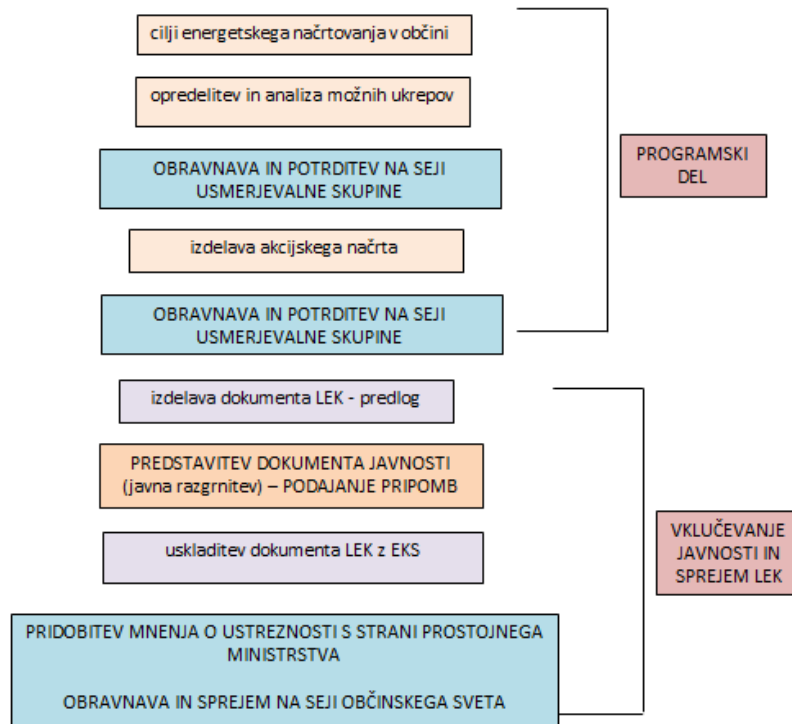 cilji energetskega načrtovanja v občini
opredelitev in analiza možnih ukrepov
OBRAVNAVA IN POTRDITEV NA SEJI
USMERJEVALNE SKUPINE
izdelava akcijskega načrta
OBRAVNAVA IN POTRDITEV NA SEJI
USMERJEVALNE SKUPINE
PROGRAMSKI
DEL
izdelava dokumenta LEK - predlog
PREDSTAVITEV DOKUMENTA JAVNOSTI
(javna razgrnitev) – PODAJANJE PRIPOMB
uskladitev dokumenta LEK z EKS
PRIDOBITEV MNENJA O USTREZNOSTI S STRANI PROSTOJNEGA
MINISTRSTVA
OBRAVNAVA IN SPREJEM NA SEJI OBČINSKEGA SVETA
VKLUČEVANJE
JAVNOSTI IN
SPREJEM LEK